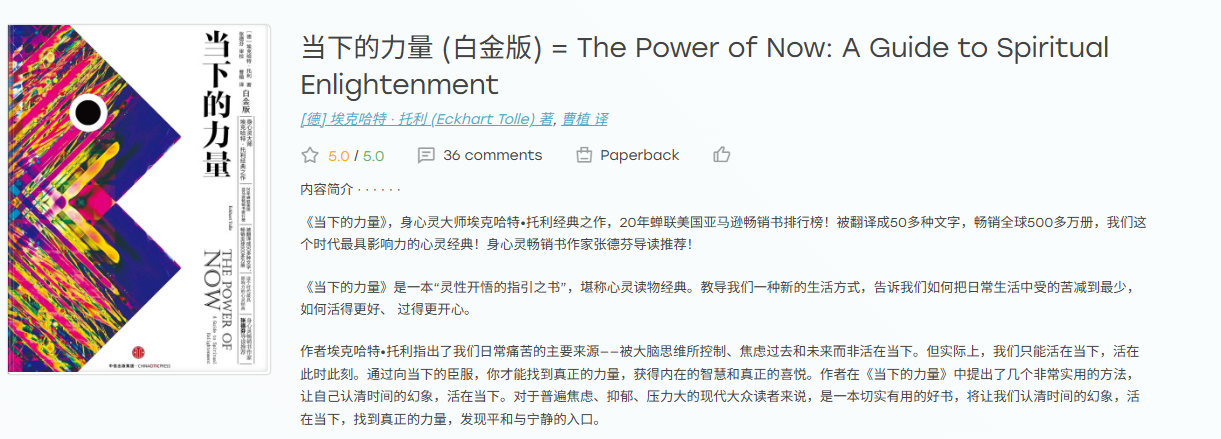 当下的力量
[德] 埃克哈特·托利 著
张德芬 审校 曹植 译
白金版
THE POWER OF
NOW
A Guide to Spiritual
Enlightenment
Eckhart Tolle
中信出版集团·CHINACITICPRESS
当下的力量 (白金版) = The Power of Now: A Guide to Spiritual
Enlightenment
[德] 埃克哈特 · 托利 (Eckhart Tolle) 著, 曹植 译
5.0 / 5.0 36 comments Paperback
内容简介 · · · · · ·
《当下的力量》，身心灵大师埃克哈特•托利经典之作，20年蝉联美国亚马逊畅销书排行榜！被翻译成50多种文字，畅销全球500多万册，我们这
个时代最具影响力的心灵经典！身心灵畅销书作家张德芬导读推荐！
《当下的力量》是一本“灵性开悟的指引之书”，堪称心灵读物经典。教导我们一种新的生活方式，告诉我们如何把日常生活中受的苦减到最少，
如何活得更好、 过得更开心。
作者埃克哈特•托利指出了我们日常痛苦的主要来源——被大脑思维所控制、焦虑过去和未来而非活在当下。但实际上，我们只能活在当下，活在
此时此刻。通过向当下的臣服，你才能找到真正的力量，获得内在的智慧和真正的喜悦。作者在《当下的力量》中提出了几个非常实用的方法，
让自己认清时间的幻象，活在当下。对于普遍焦虑、抑郁、压力大的现代大众读者来说，是一本切实有用的好书，将让我们认清时间的幻象，活
在当下，找到真正的力量，发现平和与宁静的入口。